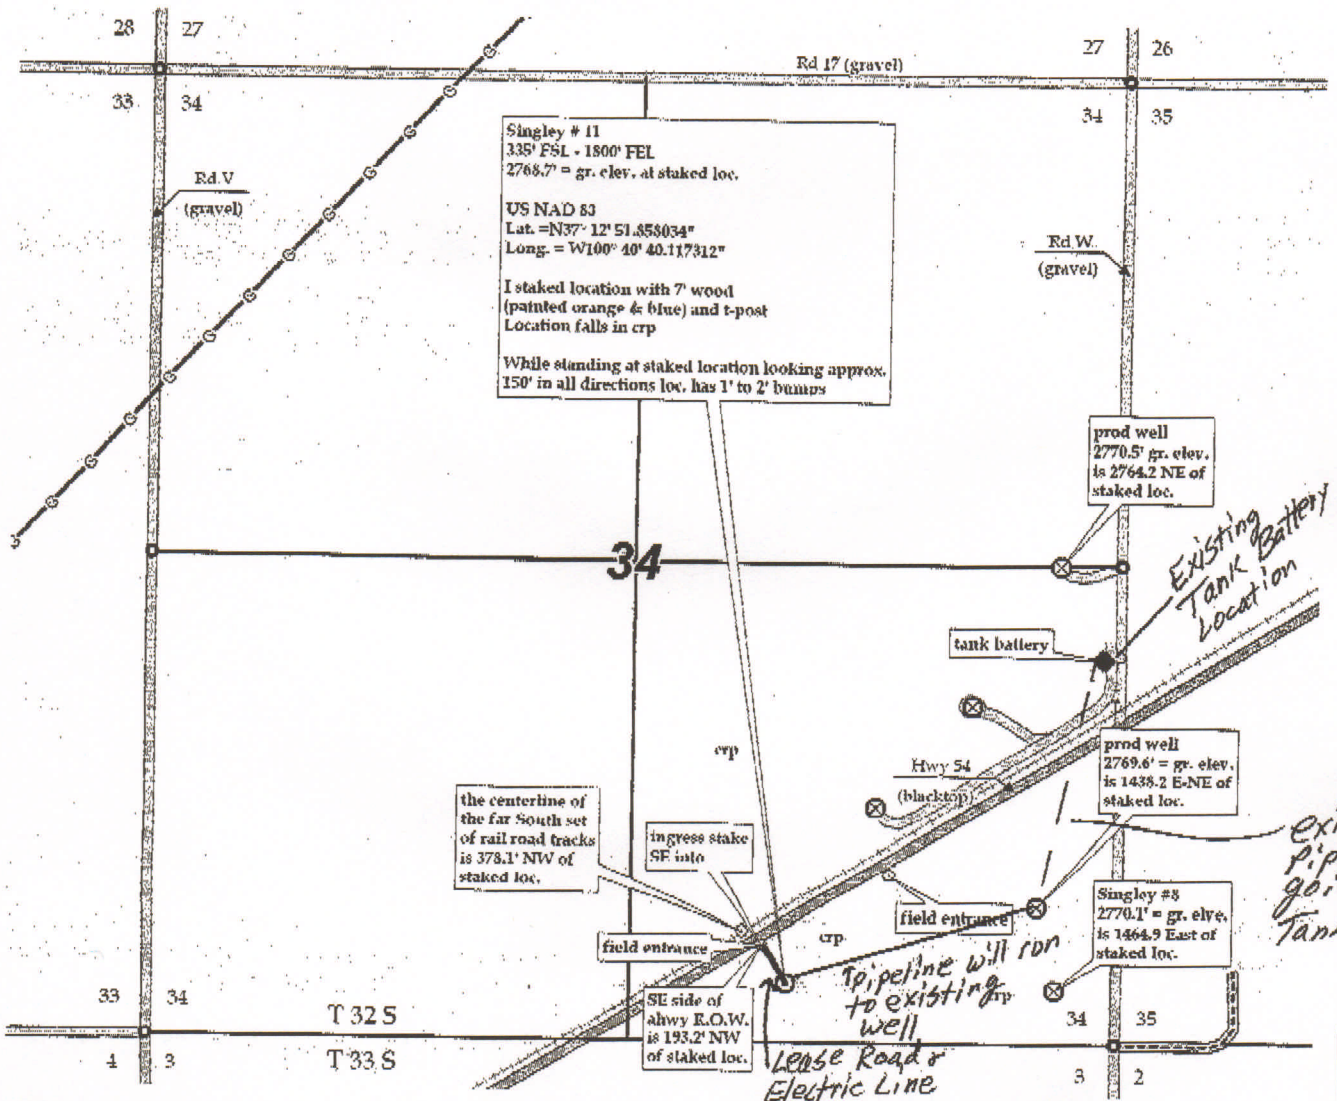 28 27
27 26
Rd 17 (gravel)
33 34
34 35
Singley # 11
335' FSL - 1800' FEL
2768.7' = gr. elev. at staked loc.
US NAD 83
Lat. =N37° 12' 51.858034"
Long. = W100° 40' 40.117312"
I staked location with 7' wood
(painted orange & blue) and t-post
Location falls in crp
While standing at staked location looking approx.
150' in all directions loc. has 1' to 2' bumps
Rd V
(gravel)
Rd W
(gravel)
G G G G G G G G G G G G
prod well
2770.5' gr. elev.
is 2764.2 NE of
staked loc.
34
Existing
Tank Battery
Location
tank battery
crp
Hwy 54
(blacktop)
prod well
2769.6' = gr. elev.
is 1438.2 E-NE of
staked loc.
the centerline of
the far South set
of rail road tracks
is 378.1' NW of
staked loc.
ingress stake
SE into
field entrance
Singley #8
2770.1' = gr. elve.
is 1464.9 East of
staked loc.
field entrance
crp
pipeline will run
to existing
well
crp
SE side of
ahwy R.O.W.
is 193.2' NW
of staked loc.
Lease Road &
Electric Line
33 34
T 32 S
34 35
4 3
T 33 S
3 2